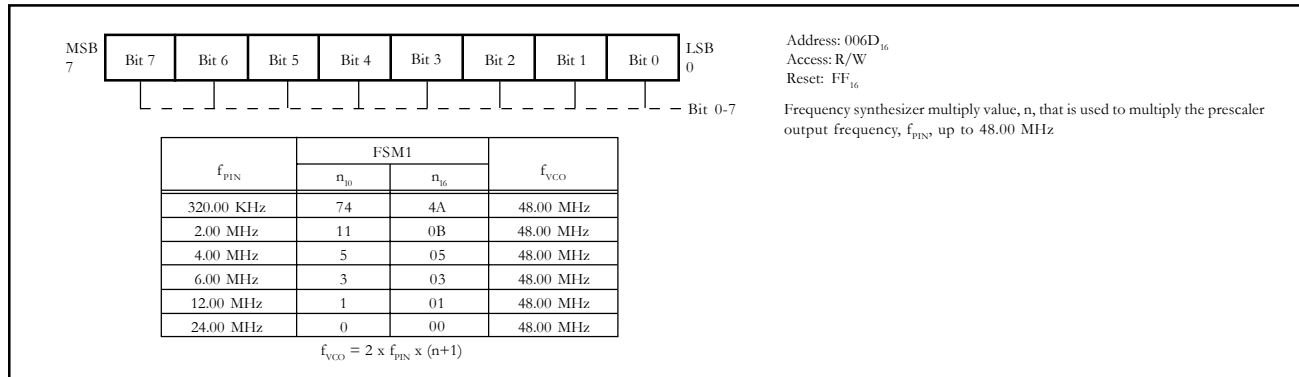 MSB
7
Bit 7 Bit 6 Bit 5 Bit 4 Bit 3 Bit 2 Bit 1 Bit 0
LSB
0
Bit 0-7
Address: 006D₁₆
Access: R/W
Reset: FF₁₆
Frequency synthesizer multiply value, n, that is used to multiply the prescaler
output frequency, f_PIN, up to 48.00 MHz
f_PIN FSM1 f_VCO
n₁₀ n₁₆
320.00 KHz 74 4A 48.00 MHz
2.00 MHz 11 0B 48.00 MHz
4.00 MHz 5 05 48.00 MHz
6.00 MHz 3 03 48.00 MHz
12.00 MHz 1 01 48.00 MHz
24.00 MHz 0 00 48.00 MHz
f_VCO = 2 x f_PIN x (n+1)